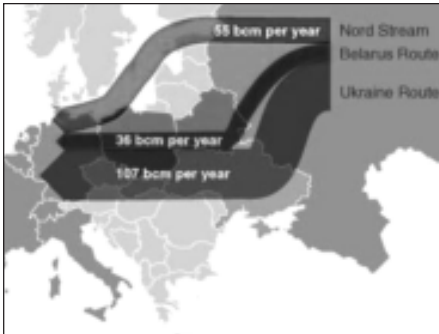 55 bcm per year
Nord Stream
Belarus Route
Ukraine Route
36 bcm per year
107 bcm per year